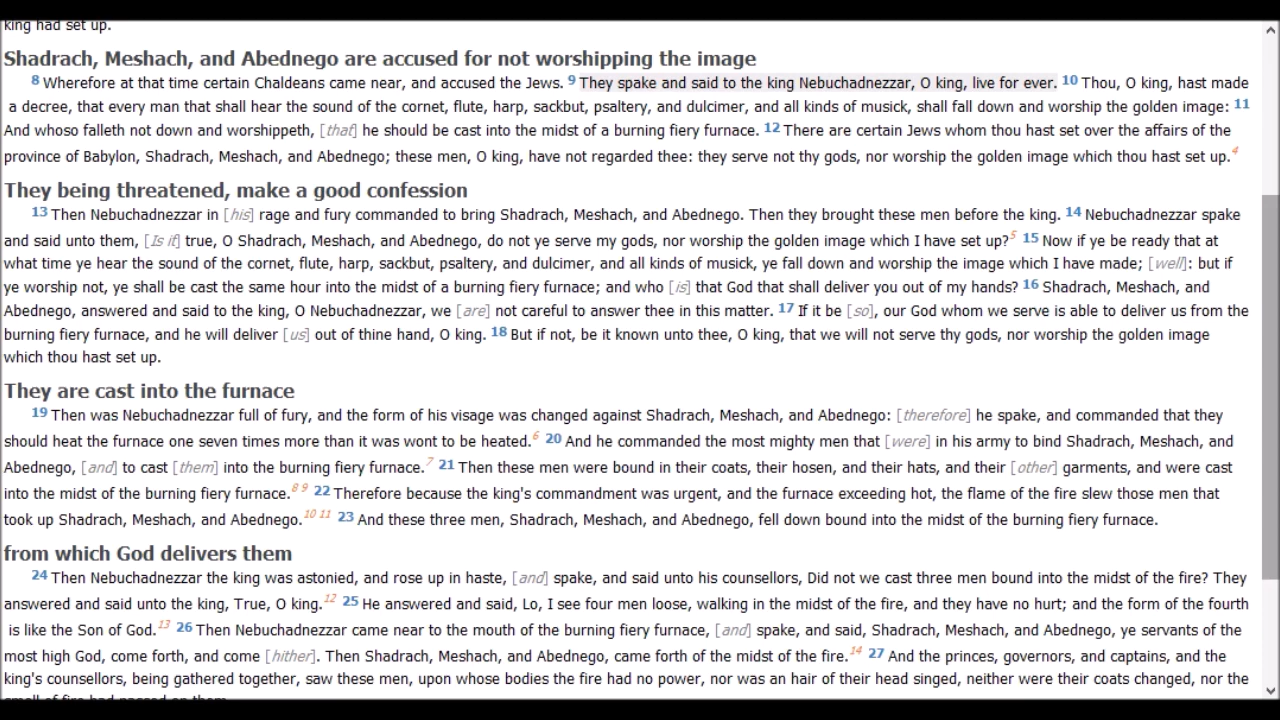 king had set up.
Shadrach, Meshach, and Abednego are accused for not worshipping the image
8 Wherefore at that time certain Chaldeans came near, and accused the Jews. 9 They spake and said to the king Nebuchadnezzar, O king, live for ever. 10 Thou, O king, hast made
a decree, that every man that shall hear the sound of the cornet, flute, harp, sackbut, psaltery, and dulcimer, and all kinds of musick, shall fall down and worship the golden image: 11
And whoso falleth not down and worshippeth, [that] he should be cast into the midst of a burning fiery furnace. 12 There are certain Jews whom thou hast set over the affairs of the
province of Babylon, Shadrach, Meshach, and Abednego; these men, O king, have not regarded thee: they serve not thy gods, nor worship the golden image which thou hast set up.4
They being threatened, make a good confession
13 Then Nebuchadnezzar in [his] rage and fury commanded to bring Shadrach, Meshach, and Abednego. Then they brought these men before the king. 14 Nebuchadnezzar spake
and said unto them, [Is it] true, O Shadrach, Meshach, and Abednego, do not ye serve my gods, nor worship the golden image which I have set up?5 15 Now if ye be ready that at
what time ye hear the sound of the cornet, flute, harp, sackbut, psaltery, and dulcimer, and all kinds of musick, ye fall down and worship the image which I have made; [well]: but if
ye worship not, ye shall be cast the same hour into the midst of a burning fiery furnace; and who [is] that God that shall deliver you out of my hands? 16 Shadrach, Meshach, and
Abednego, answered and said to the king, O Nebuchadnezzar, we [are] not careful to answer thee in this matter. 17 If it be [so], our God whom we serve is able to deliver us from the
burning fiery furnace, and he will deliver [us] out of thine hand, O king. 18 But if not, be it known unto thee, O king, that we will not serve thy gods, nor worship the golden image
which thou hast set up.
They are cast into the furnace
19 Then was Nebuchadnezzar full of fury, and the form of his visage was changed against Shadrach, Meshach, and Abednego: [therefore] he spake, and commanded that they
should heat the furnace one seven times more than it was wont to be heated.6 20 And he commanded the most mighty men that [were] in his army to bind Shadrach, Meshach, and
Abednego, [and] to cast [them] into the burning fiery furnace.7 21 Then these men were bound in their coats, their hosen, and their hats, and their [other] garments, and were cast
into the midst of the burning fiery furnace.8 9 22 Therefore because the king's commandment was urgent, and the furnace exceeding hot, the flame of the fire slew those men that
took up Shadrach, Meshach, and Abednego.10 11 23 And these three men, Shadrach, Meshach, and Abednego, fell down bound into the midst of the burning fiery furnace.
from which God delivers them
24 Then Nebuchadnezzar the king was astonied, and rose up in haste, [and] spake, and said unto his counsellors, Did not we cast three men bound into the midst of the fire? They
answered and said unto the king, True, O king.12 25 He answered and said, Lo, I see four men loose, walking in the midst of the fire, and they have no hurt; and the form of the fourth
is like the Son of God.13 26 Then Nebuchadnezzar came near to the mouth of the burning fiery furnace, [and] spake, and said, Shadrach, Meshach, and Abednego, ye servants of the
most high God, come forth, and come [hither]. Then Shadrach, Meshach, and Abednego, came forth of the midst of the fire.14 27 And the princes, governors, and captains, and the
king's counsellors, being gathered together, saw these men, upon whose bodies the fire had no power, nor was an hair of their head singed, neither were their coats changed, nor the
smell of fire had passed on them.